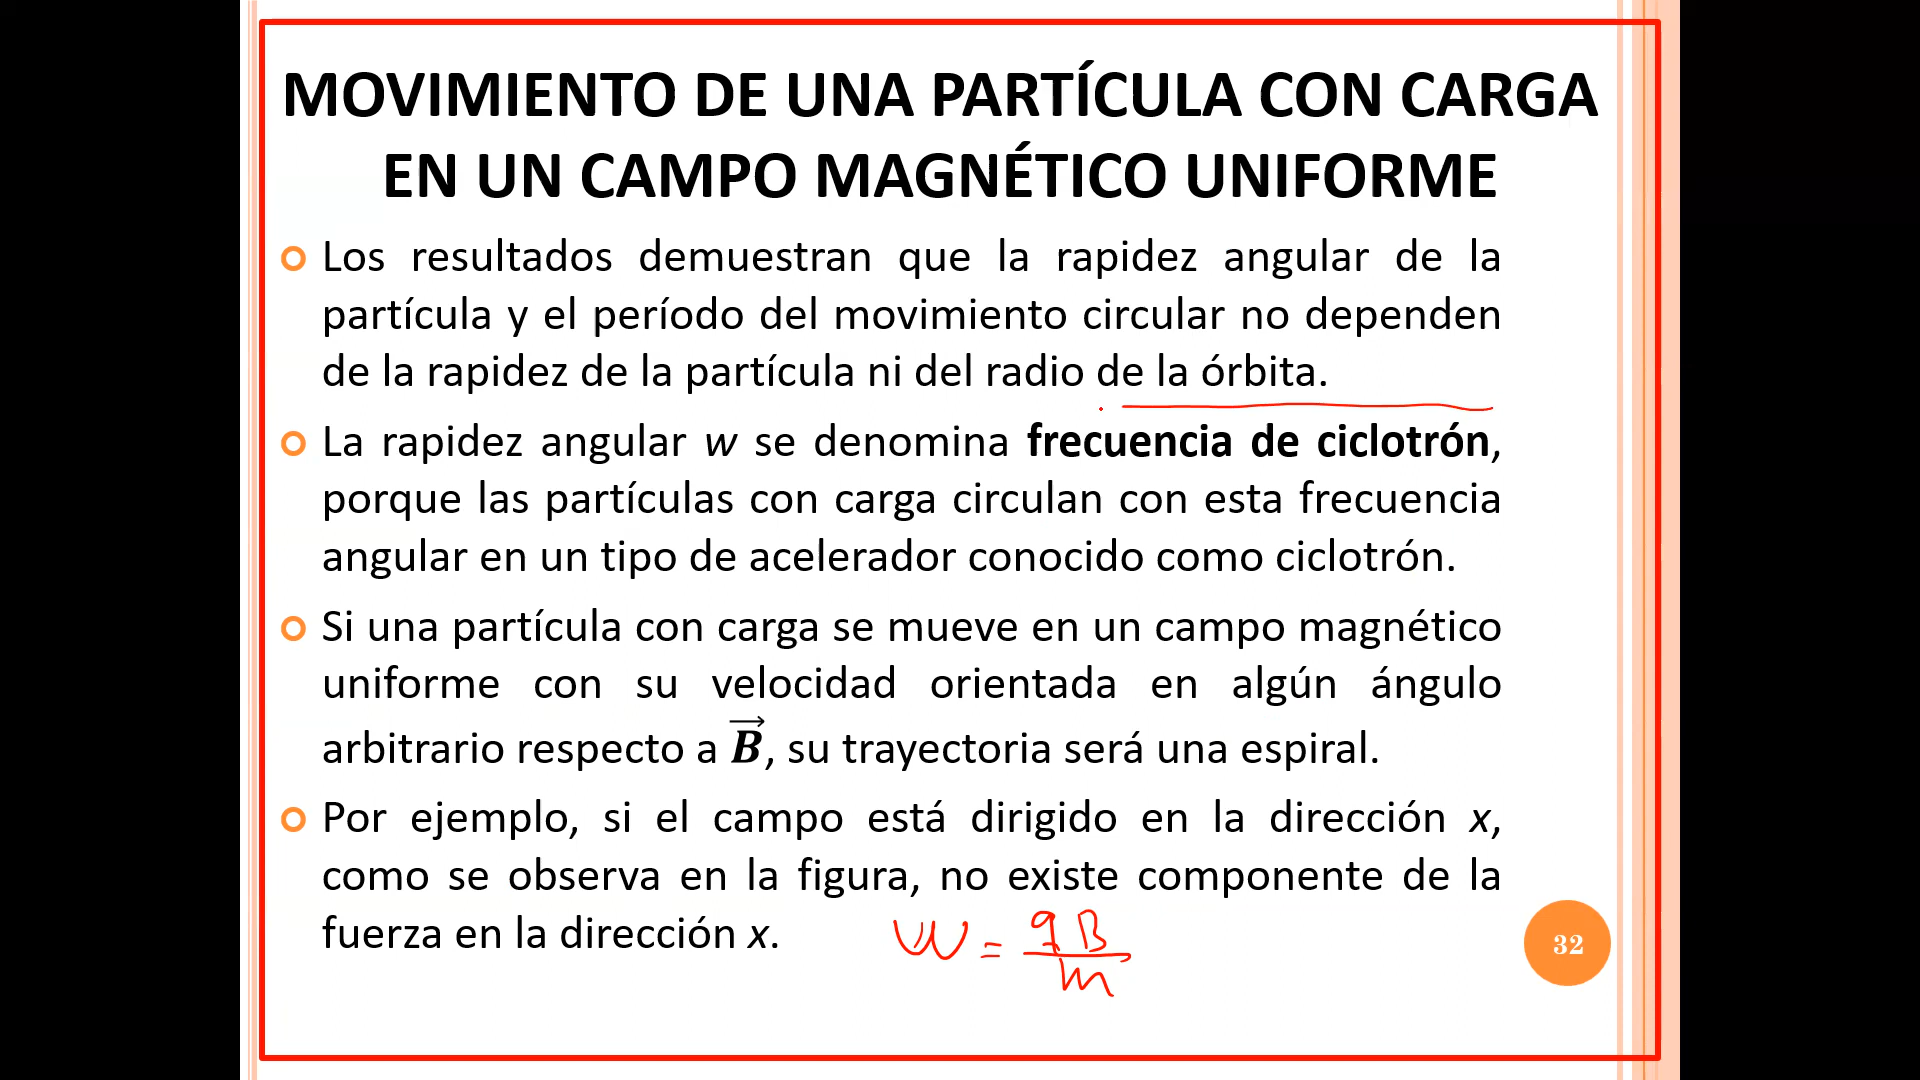 MOVIMIENTO DE UNA PARTÍCULA CON CARGA
EN UN CAMPO MAGNÉTICO UNIFORME
Los resultados demuestran que la rapidez angular de la
partícula y el período del movimiento circular no dependen
de la rapidez de la partícula ni del radio de la órbita.
La rapidez angular w se denomina frecuencia de ciclotrón,
porque las partículas con carga circulan con esta frecuencia
angular en un tipo de acelerador conocido como ciclotrón.
Si una partícula con carga se mueve en un campo magnético
uniforme con su velocidad orientada en algún ángulo
arbitrario respecto a B⃗, su trayectoria será una espiral.
Por ejemplo, si el campo está dirigido en la dirección x,
como se observa en la figura, no existe componente de la
fuerza en la dirección x.
w = qB/m
32